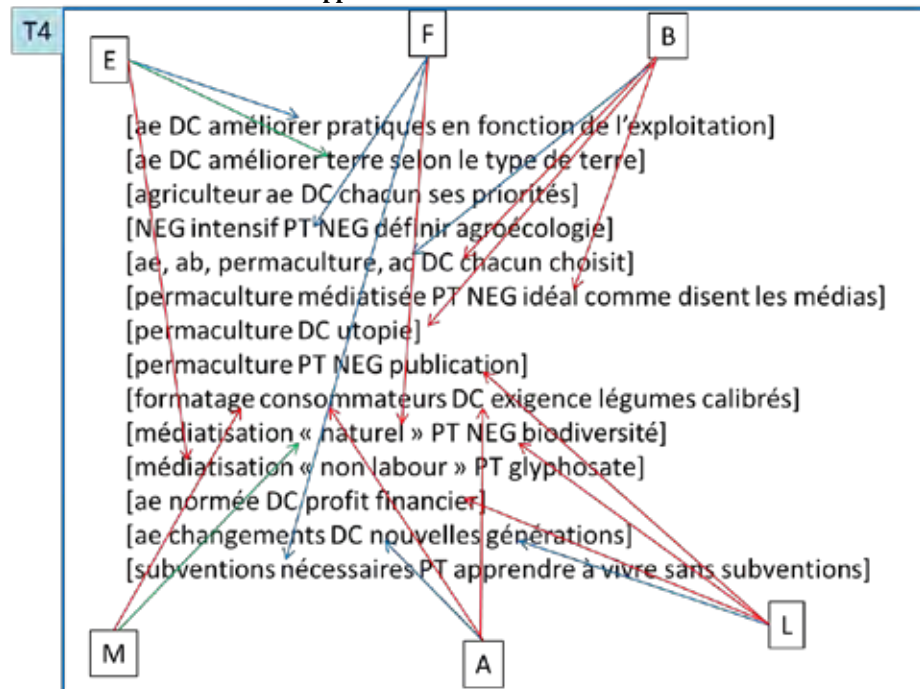 T4
E
F
B
[ae DC améliorer pratiques en fonction de l'exploitation]
[ae DC améliorer terre selon le type de terre]
[agriculteur ae DC chacun ses priorités]
[NEG intensif PT NEG définir agroécologie]
[ae, ab, permaculture, ac DC chacun choisit]
[permaculture médiatisée PT NEG idéal comme disent les médias]
[permaculture DC utopie]
[permaculture PT NEG publication]
[formatage consommateurs DC exigence légumes calibrés]
[médiatisation « naturel » PT NEG biodiversité]
[médiatisation « non labour » PT glyphosate]
[ae normée DC profit financier]
[ae changements DC nouvelles générations]
[subventions nécessaires PT apprendre à vivre sans subventions]
M
A
L